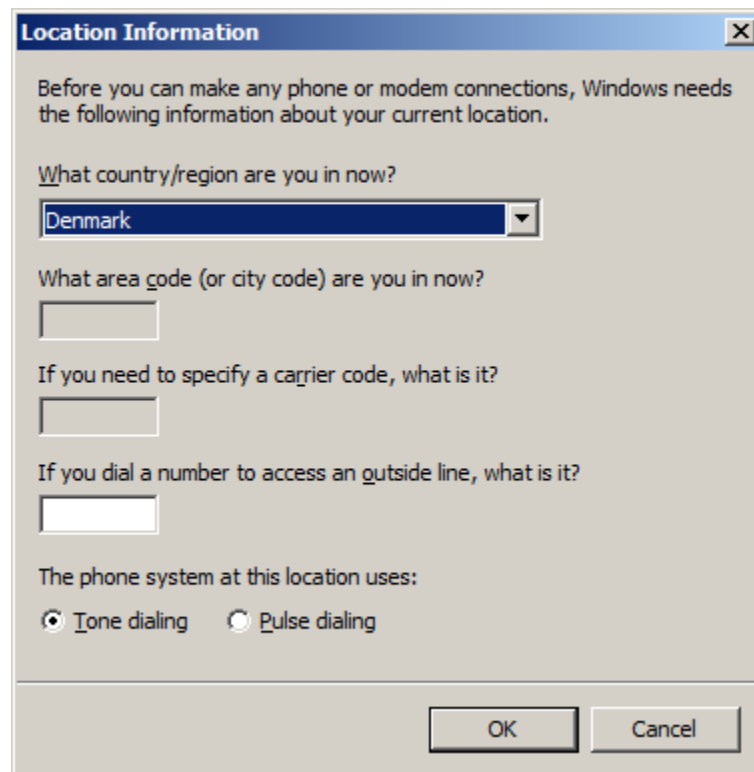 Location Information
Before you can make any phone or modem connections, Windows needs
the following information about your current location.
What country/region are you in now?
Denmark
What area code (or city code) are you in now?
If you need to specify a carrier code, what is it?
If you dial a number to access an outside line, what is it?
The phone system at this location uses:
Tone dialing Pulse dialing
OK Cancel